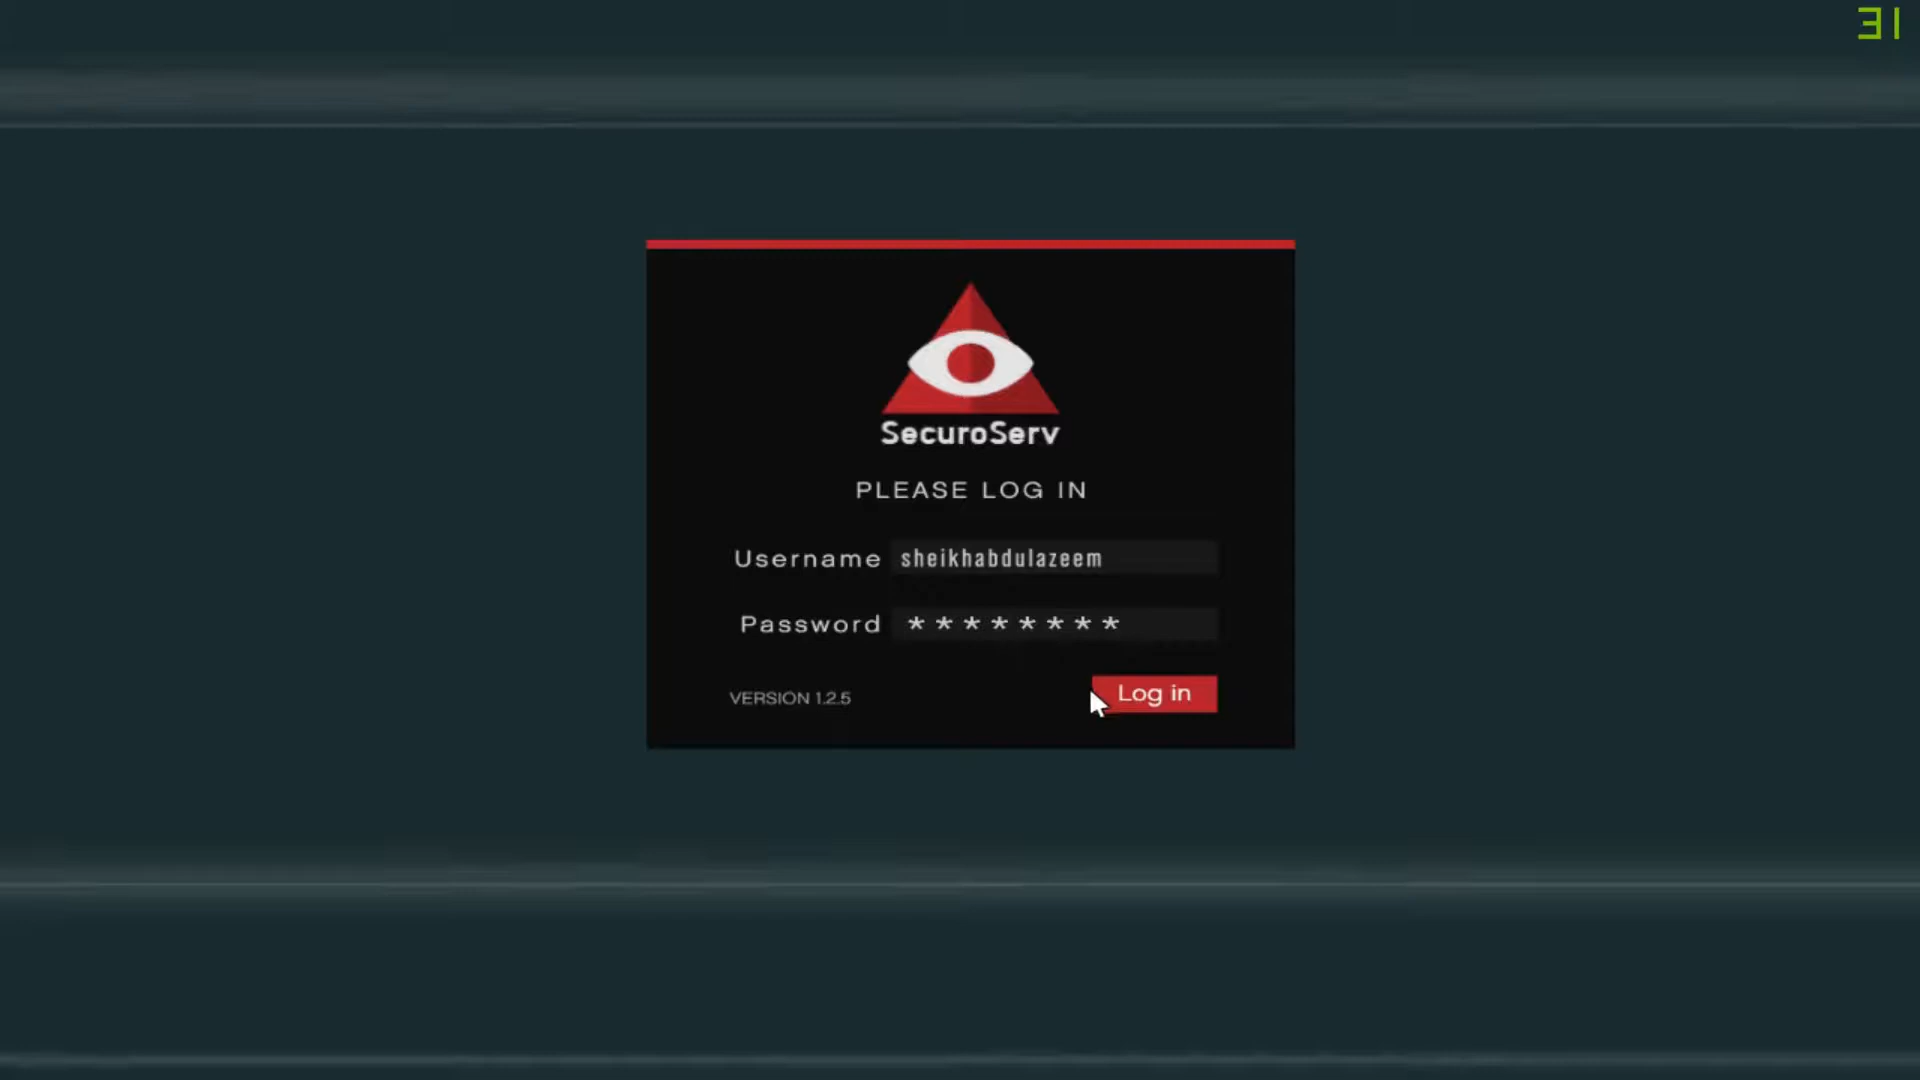 31
SecuroServ
PLEASE LOG IN
Username sheikhabdulazeem
Password ********
VERSION 1.2.5 Log in